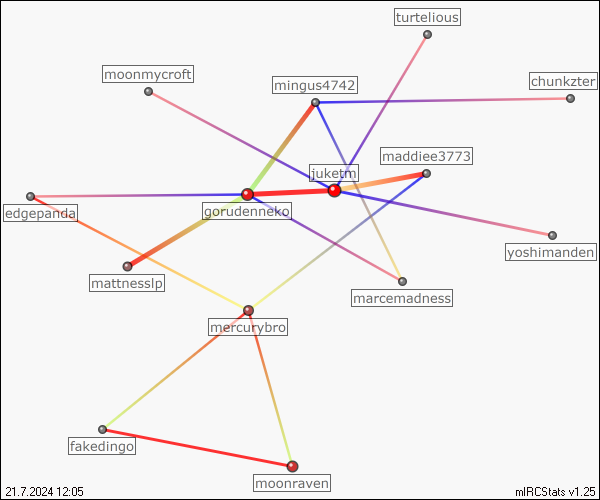 turtelious
moonmycroft
mingus4742
chunkzter
maddiee3773
juketm
edgepanda
gorudenneko
yoshimanden
mattnesslp
marcemadness
mercurybro
fakedingo
moonraven
21.7.2024 12:05
mIRCStats v1.25